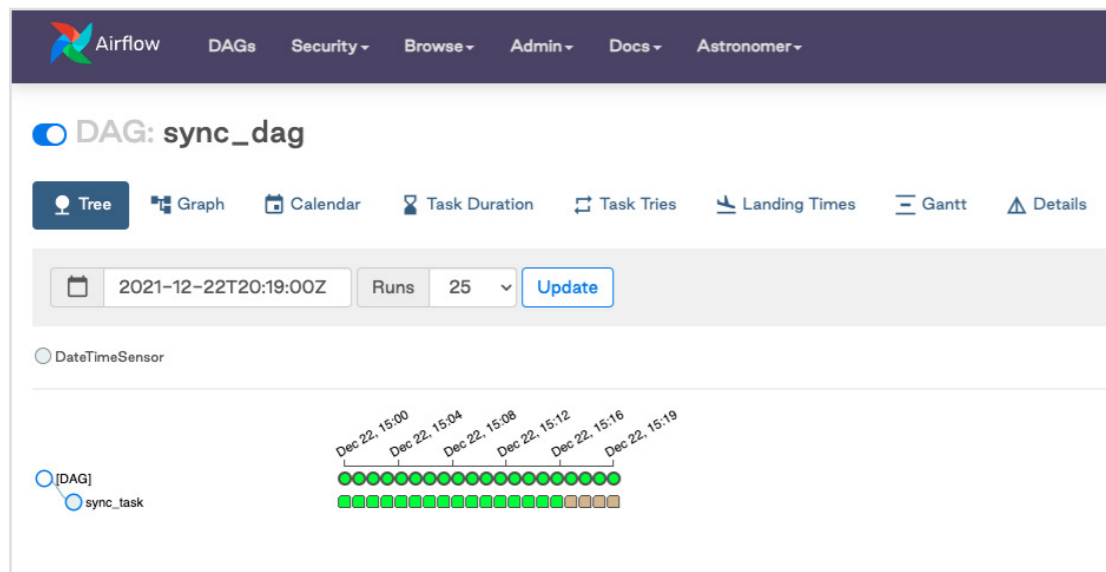 Airflow DAGs Security Browse Admin Docs Astronomer
DAG: sync_dag
Tree Graph Calendar Task Duration Task Tries Landing Times Gantt Details
2021-12-22T20:19:00Z Runs 25 Update
DateTimeSensor
Dec 22, 15:00 Dec 22, 15:04 Dec 22, 15:08 Dec 22, 15:12 Dec 22, 15:16 Dec 22, 15:19
[DAG]
sync_task